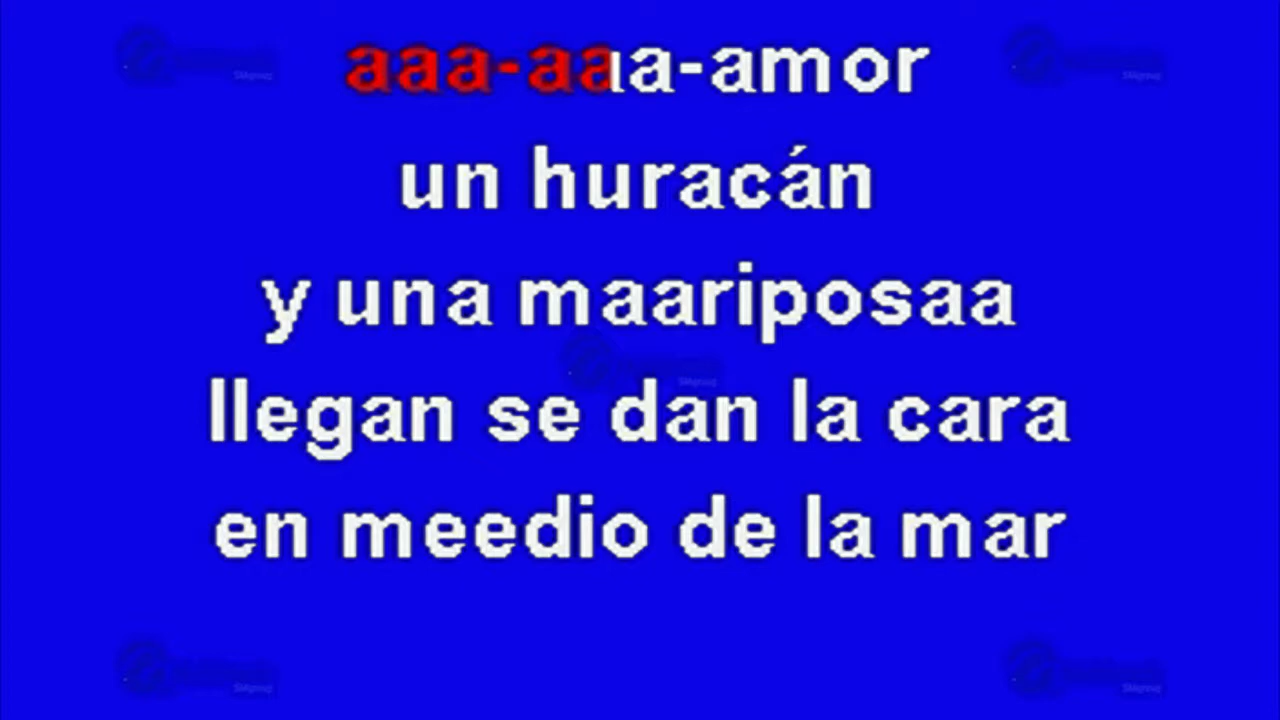 aaa-aaa-amor
un huracán
y una maariposaa
llegan se dan la cara
en meedio de la mar